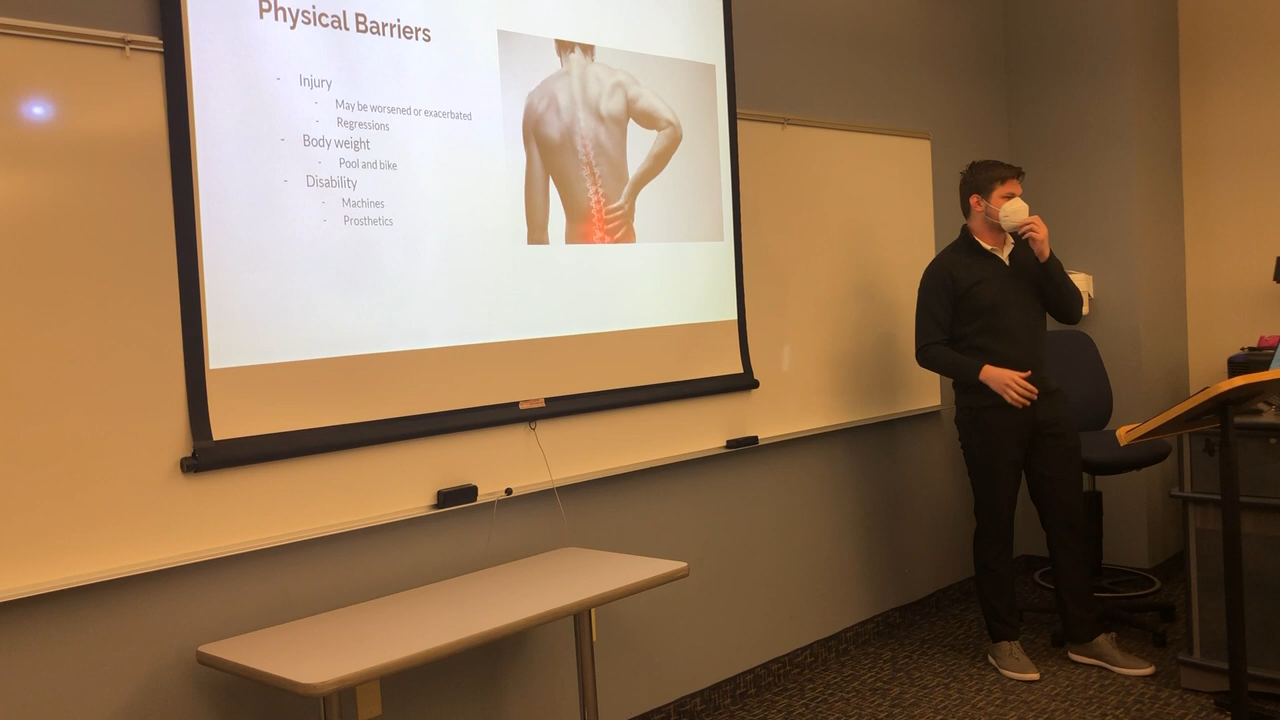 Physical Barriers
- Injury
- May be worsened or exacerbated
- Regressions
- Body weight
- Pool and bike
- Disability
- Machines
- Prosthetics